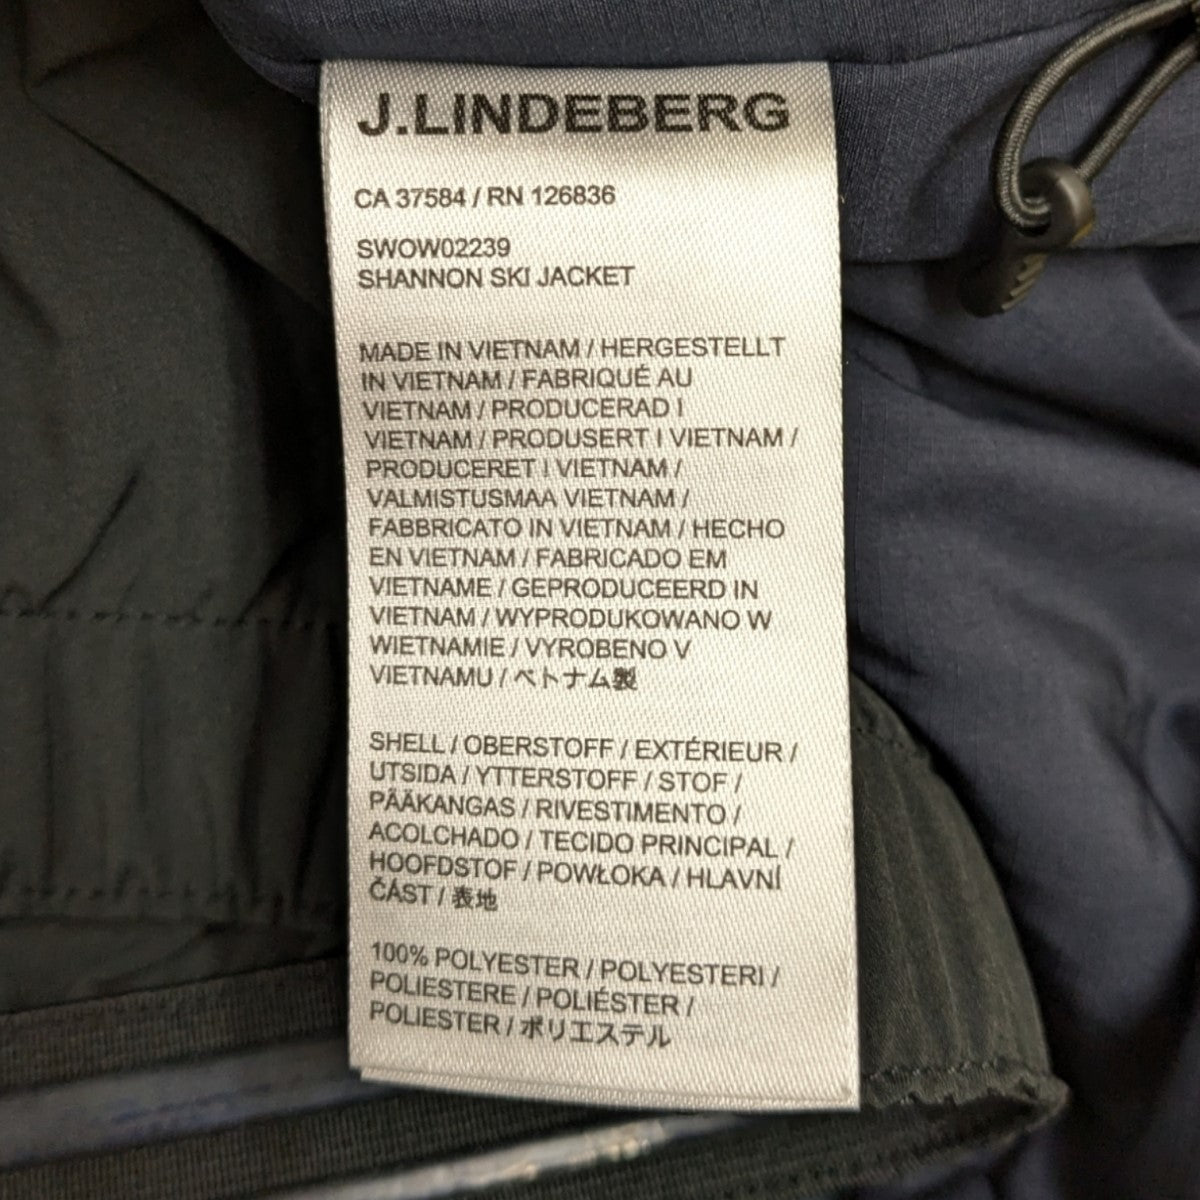 J.LINDEBERG
CA 37584 / RN 126836
SWOW02239
SHANNON SKI JACKET
MADE IN VIETNAM / HERGESTELLT
IN VIETNAM / FABRIQUÉ AU
VIETNAM / PRODUCERAD I
VIETNAM / PRODUSERT I VIETNAM /
PRODUCERET I VIETNAM /
VALMISTUSMAA VIETNAM /
FABBRICATO IN VIETNAM / HECHO
EN VIETNAM / FABRICADO EM
VIETNAME / GEPRODUCEERD IN
VIETNAM / WYPRODUKOWANO W
WIETNAMIE / VYROBENO V
VIETNAMU / ベトナム製
SHELL / OBERSTOFF / EXTÉRIEUR /
UTSIDA / YTTERSTOFF / STOF /
PÄÄKANGAS / RIVESTIMENTO /
ACOLCHADO / TECIDO PRINCIPAL /
HOOFDSTOF / POWŁOKA / HLAVNÍ
ČÁST / 表地
100% POLYESTER / POLYESTERI /
POLIESTERE / POLIÉSTER /
POLIESTER / ポリエステル